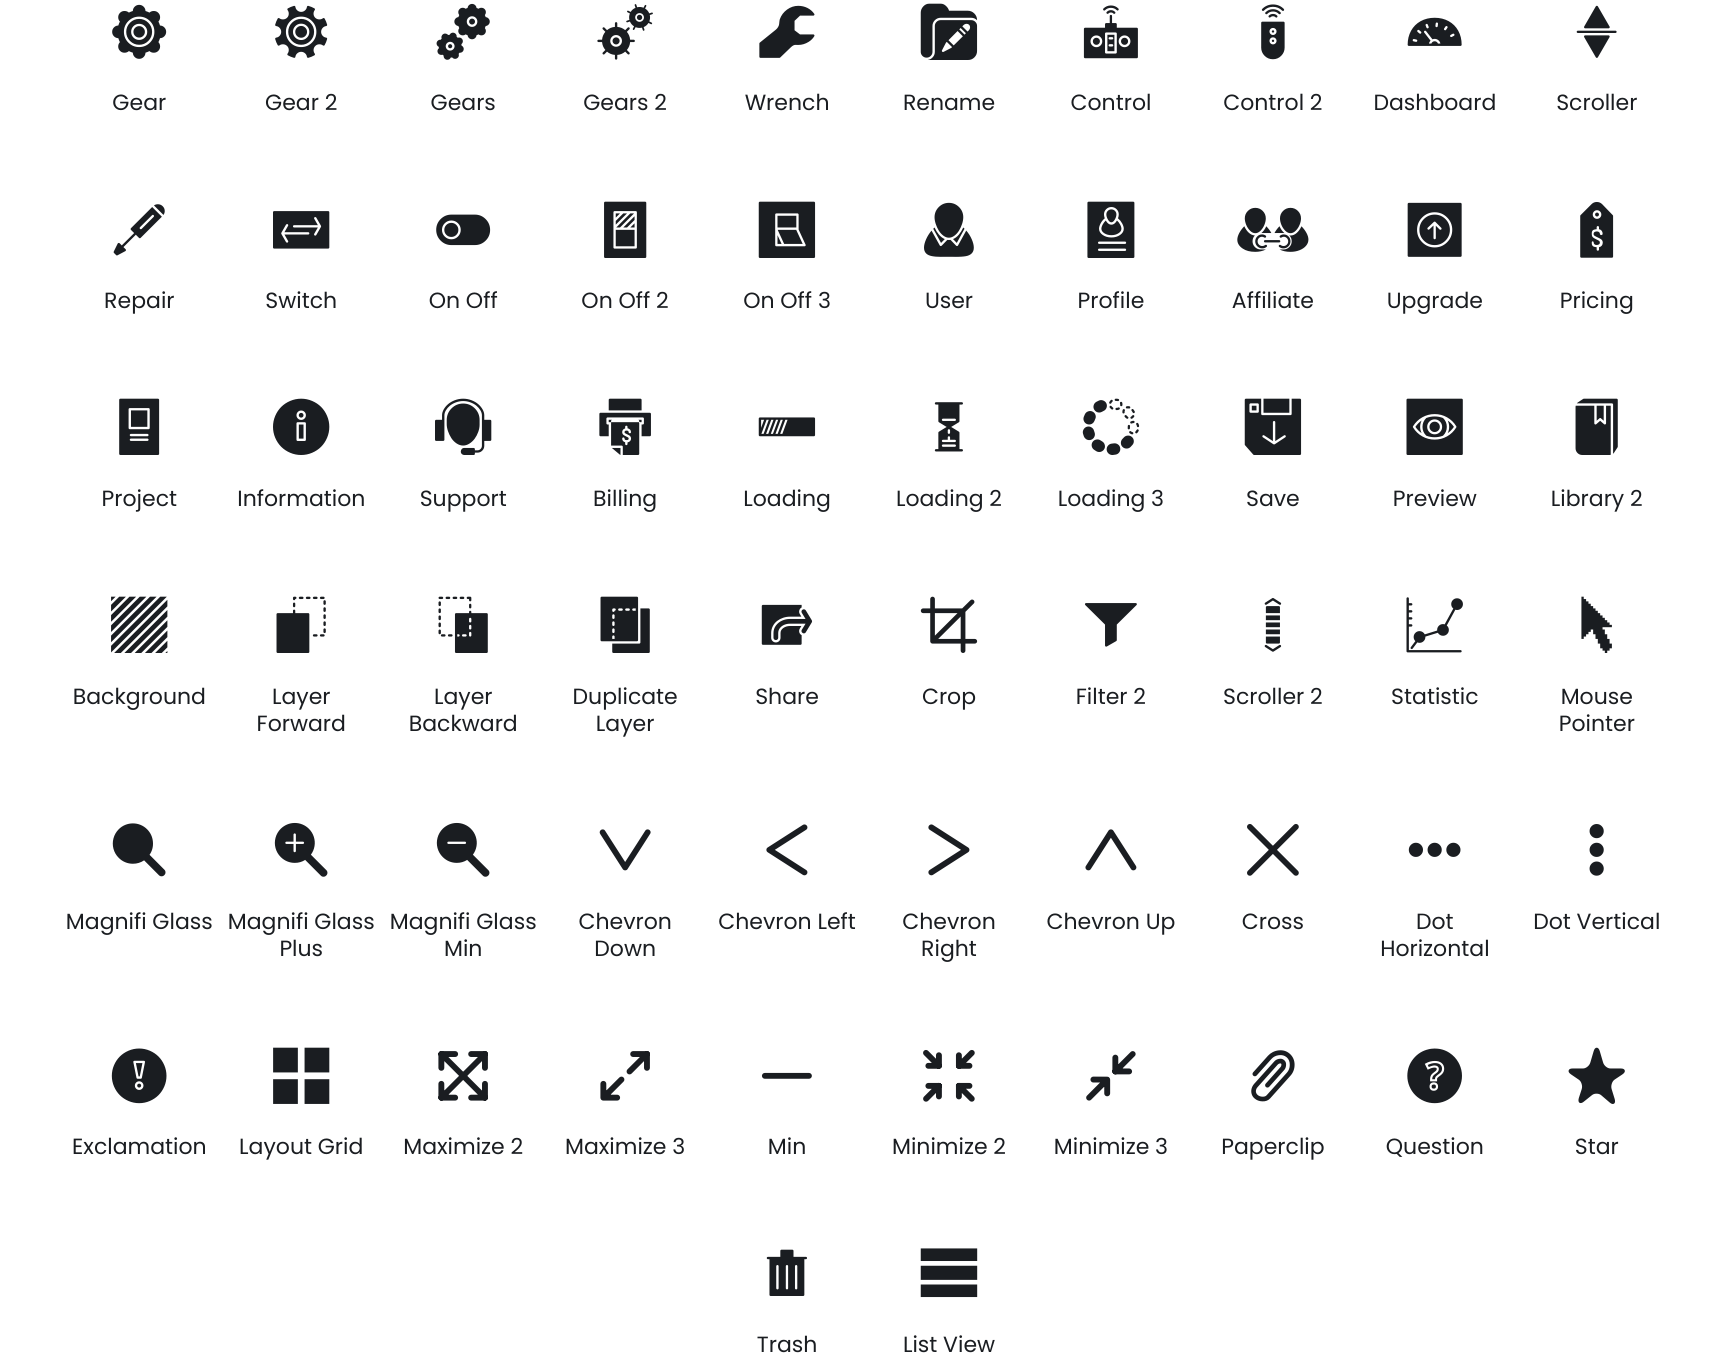 Gear Gear 2 Gears Gears 2 Wrench Rename Control Control 2 Dashboard Scroller
Repair Switch On Off On Off 2 On Off 3 User Profile Affiliate Upgrade Pricing
Project Information Support Billing Loading Loading 2 Loading 3 Save Preview Library 2
Background Layer Forward Layer Backward Duplicate Layer Share Crop Filter 2 Scroller 2 Statistic Mouse Pointer
Magnifi Glass Magnifi Glass Plus Magnifi Glass Min Chevron Down Chevron Left Chevron Right Chevron Up Cross Dot Horizontal Dot Vertical
Exclamation Layout Grid Maximize 2 Maximize 3 Min Minimize 2 Minimize 3 Paperclip Question Star
Trash List View